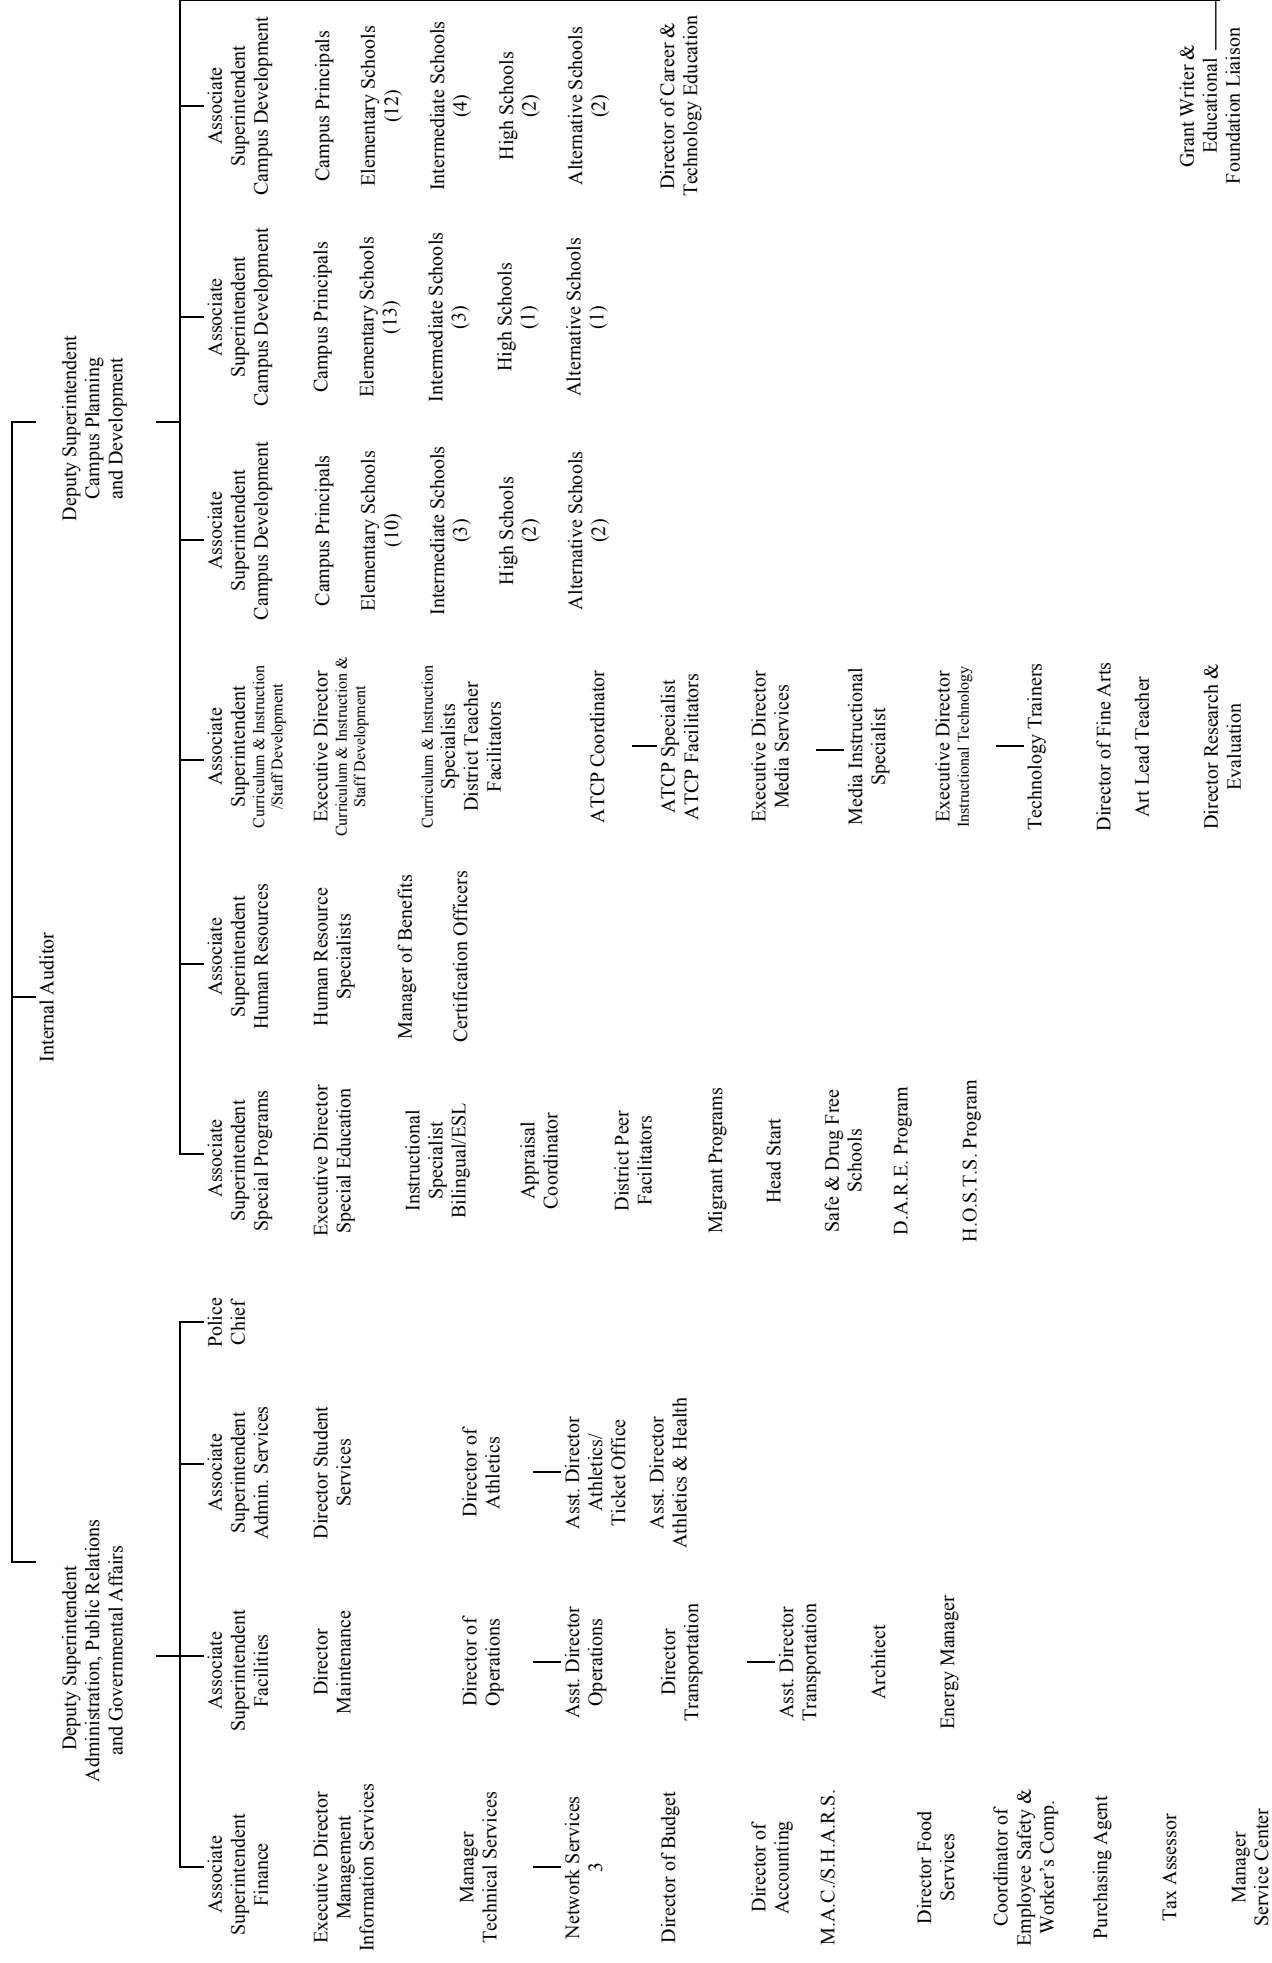 Internal Auditor
Deputy Superintendent
Administration, Public Relations
and Governmental Affairs
Deputy Superintendent
Campus Planning
and Development
Associate
Superintendent
Finance
Executive Director
Management
Information Services
Manager
Technical Services
Network Services
3
Director of Budget
Director of
Accounting
M.A.C./S.H.A.R.S.
Director Food
Services
Coordinator of
Employee Safety &
Worker's Comp.
Purchasing Agent
Tax Assessor
Manager
Service Center
Associate
Superintendent
Facilities
Director
Maintenance
Director of
Operations
Asst. Director
Operations
Director
Transportation
Asst. Director
Transportation
Architect
Energy Manager
Associate
Superintendent
Admin. Services
Director Student
Services
Director of
Athletics
Asst. Director
Athletics/
Ticket Office
Asst. Director
Athletics & Health
Police
Chief
Associate
Superintendent
Special Programs
Executive Director
Special Education
Instructional
Specialist
Bilingual/ESL
Appraisal
Coordinator
District Peer
Facilitators
Migrant Programs
Head Start
Safe & Drug Free
Schools
D.A.R.E. Program
H.O.S.T.S. Program
Associate
Superintendent
Human Resources
Human Resource
Specialists
Manager of Benefits
Certification Officers
Associate
Superintendent
Curriculum & Instruction
/Staff Development
Executive Director
Curriculum & Instruction &
Staff Development
Curriculum & Instruction
Specialists
District Teacher
Facilitators
ATCP Coordinator
ATCP Specialist
ATCP Facilitators
Executive Director
Media Services
Media Instructional
Specialist
Executive Director
Instructional Technology
Technology Trainers
Director of Fine Arts
Art Lead Teacher
Director Research &
Evaluation
Associate
Superintendent
Campus Development
Campus Principals
Elementary Schools
(10)
Intermediate Schools
(3)
High Schools
(2)
Alternative Schools
(2)
Associate
Superintendent
Campus Development
Campus Principals
Elementary Schools
(13)
Intermediate Schools
(3)
High Schools
(1)
Alternative Schools
(1)
Associate
Superintendent
Campus Development
Campus Principals
Elementary Schools
(12)
Intermediate Schools
(4)
High Schools
(2)
Alternative Schools
(2)
Director of Career &
Technology Education
Grant Writer &
Educational
Foundation Liaison